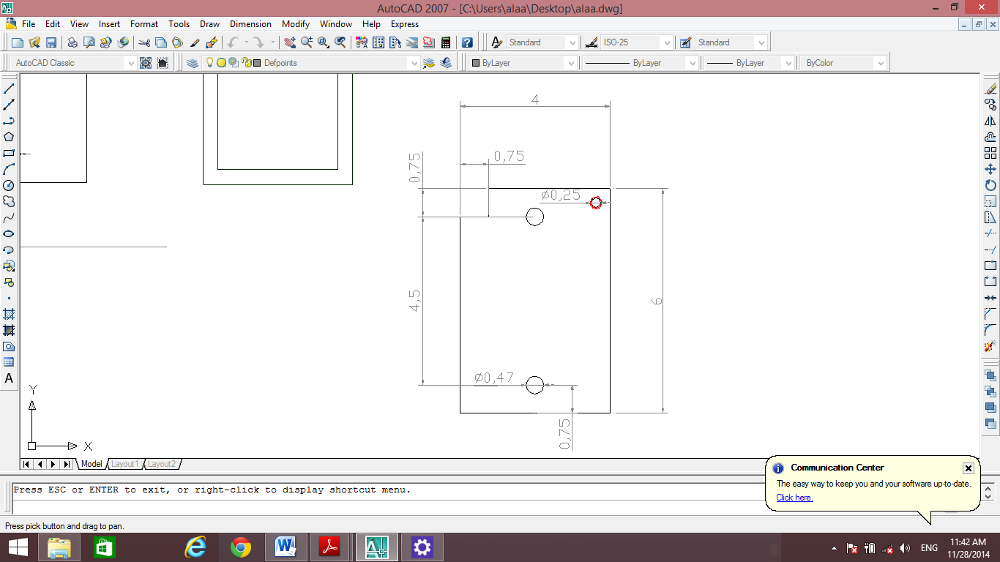 AutoCAD 2007 - [C:\Users\alaa\Desktop\alaa.dwg]
File Edit View Insert Format Tools Draw Dimension Modify Window Help Express
Standard ISO-25 Standard
AutoCAD Classic Defpoints ByLayer ByLayer ByLayer ByColor
4
0,75
0,75
Ø0,25
4,5
6
Ø0,47
0,75
Y
X
A
Model Layout1 Layout2
Press ESC or ENTER to exit, or right-click to display shortcut menu.
Communication Center
The easy way to keep you and your software up-to-date.
Click here.
Press pick button and drag to pan.
ENG
11:42 AM
11/28/2014